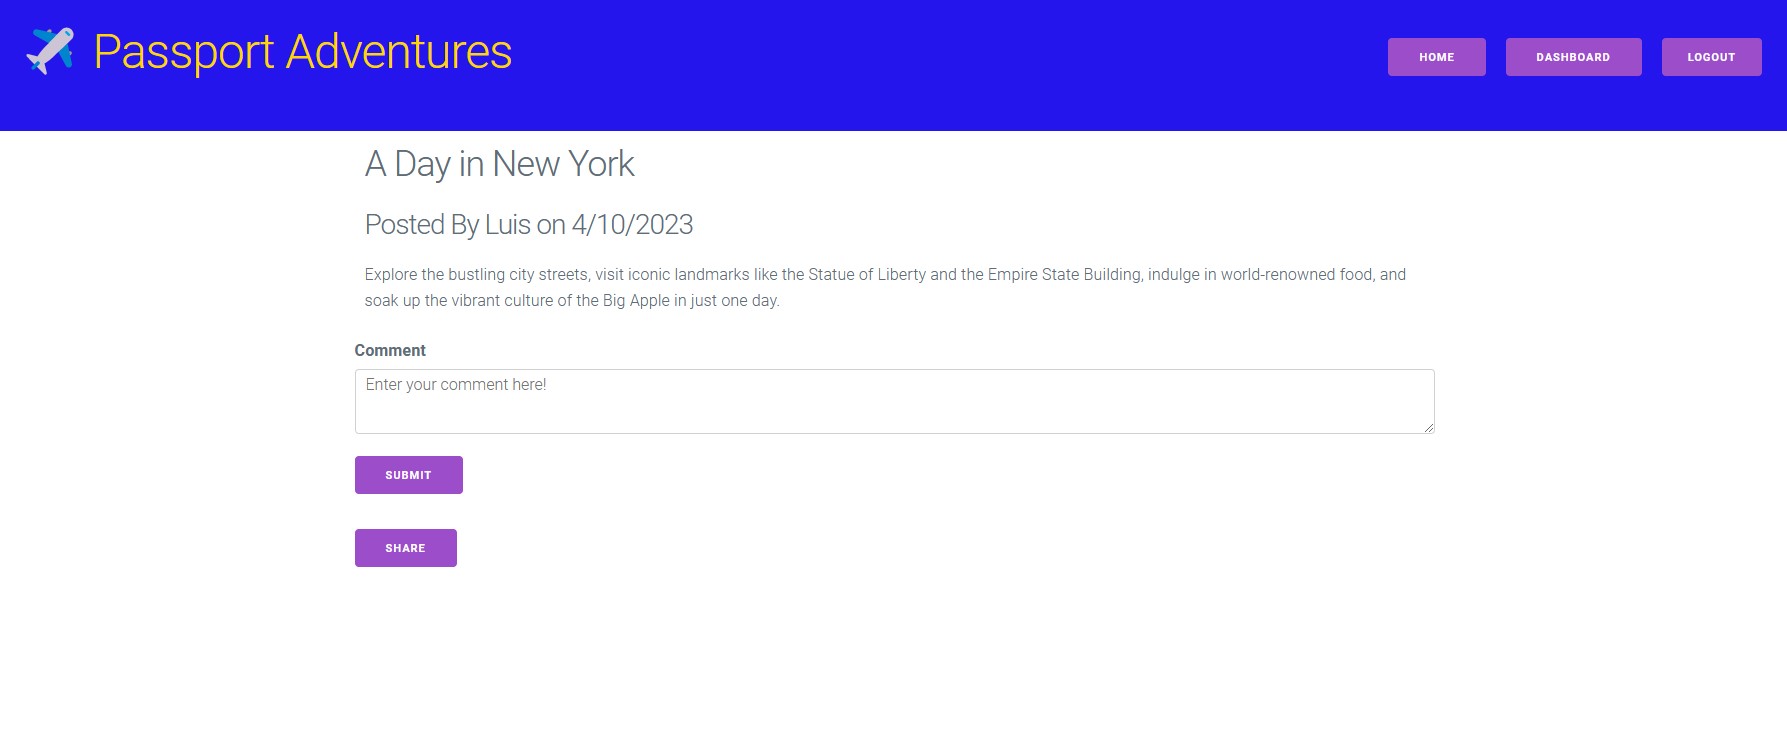 Passport Adventures
HOME
DASHBOARD
LOGOUT
A Day in New York
Posted By Luis on 4/10/2023
Explore the bustling city streets, visit iconic landmarks like the Statue of Liberty and the Empire State Building, indulge in world-renowned food, and
soak up the vibrant culture of the Big Apple in just one day.
Comment
Enter your comment here!
SUBMIT
SHARE